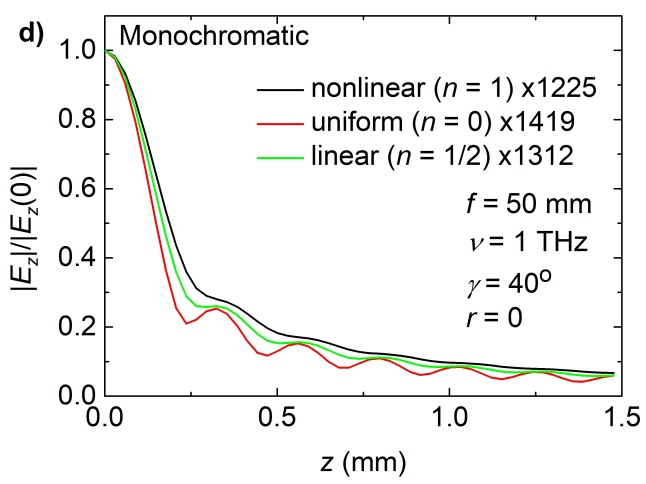 d)
Monochromatic
nonlinear (n = 1) x1225
uniform (n = 0) x1419
linear (n = 1/2) x1312
f = 50 mm
ν = 1 THz
γ = 40°
r = 0
|E_z|/|E_z(0)|
1.0
0.8
0.6
0.4
0.2
0.0
0.0 0.5 1.0 1.5
z (mm)